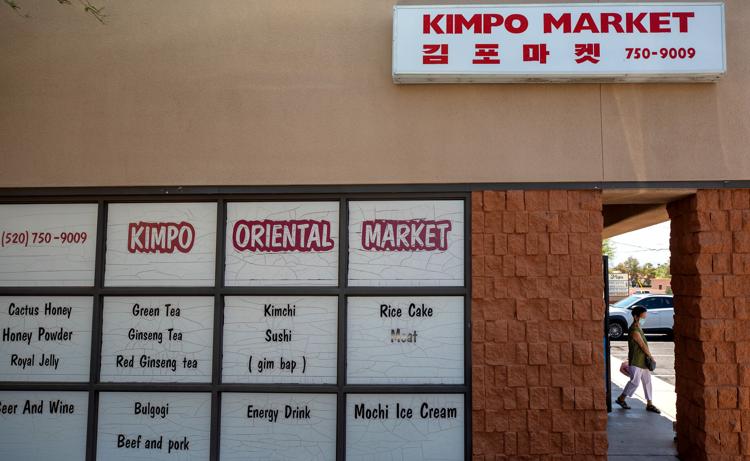 KIMPO MARKET
김포마켓 750-9009
(520) 750-9009
KIMPO
ORIENTAL
MARKET
Cactus Honey
Honey Powder
Royal Jelly
Green Tea
Ginseng Tea
Red Ginseng tea
Kimchi
Sushi
( gim bap )
Rice Cake
Meat
And Wine
Bulgogi
Beef and pork
Energy Drink
Mochi Ice Cream